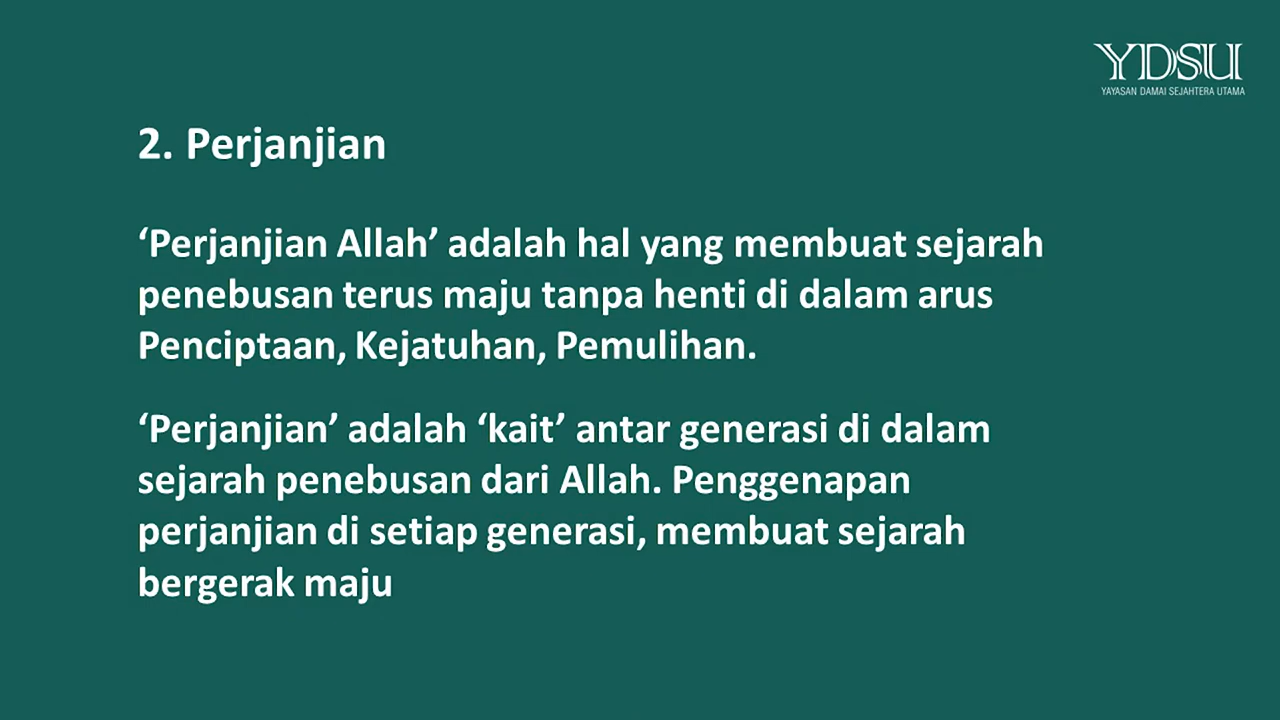 YDSU
YAYASAN DAMAI SEJAHTERA UTAMA
2. Perjanjian
‘Perjanjian Allah’ adalah hal yang membuat sejarah
penebusan terus maju tanpa henti di dalam arus
Penciptaan, Kejatuhan, Pemulihan.
‘Perjanjian’ adalah ‘kait’ antar generasi di dalam
sejarah penebusan dari Allah. Penggenapan
perjanjian di setiap generasi, membuat sejarah
bergerak maju